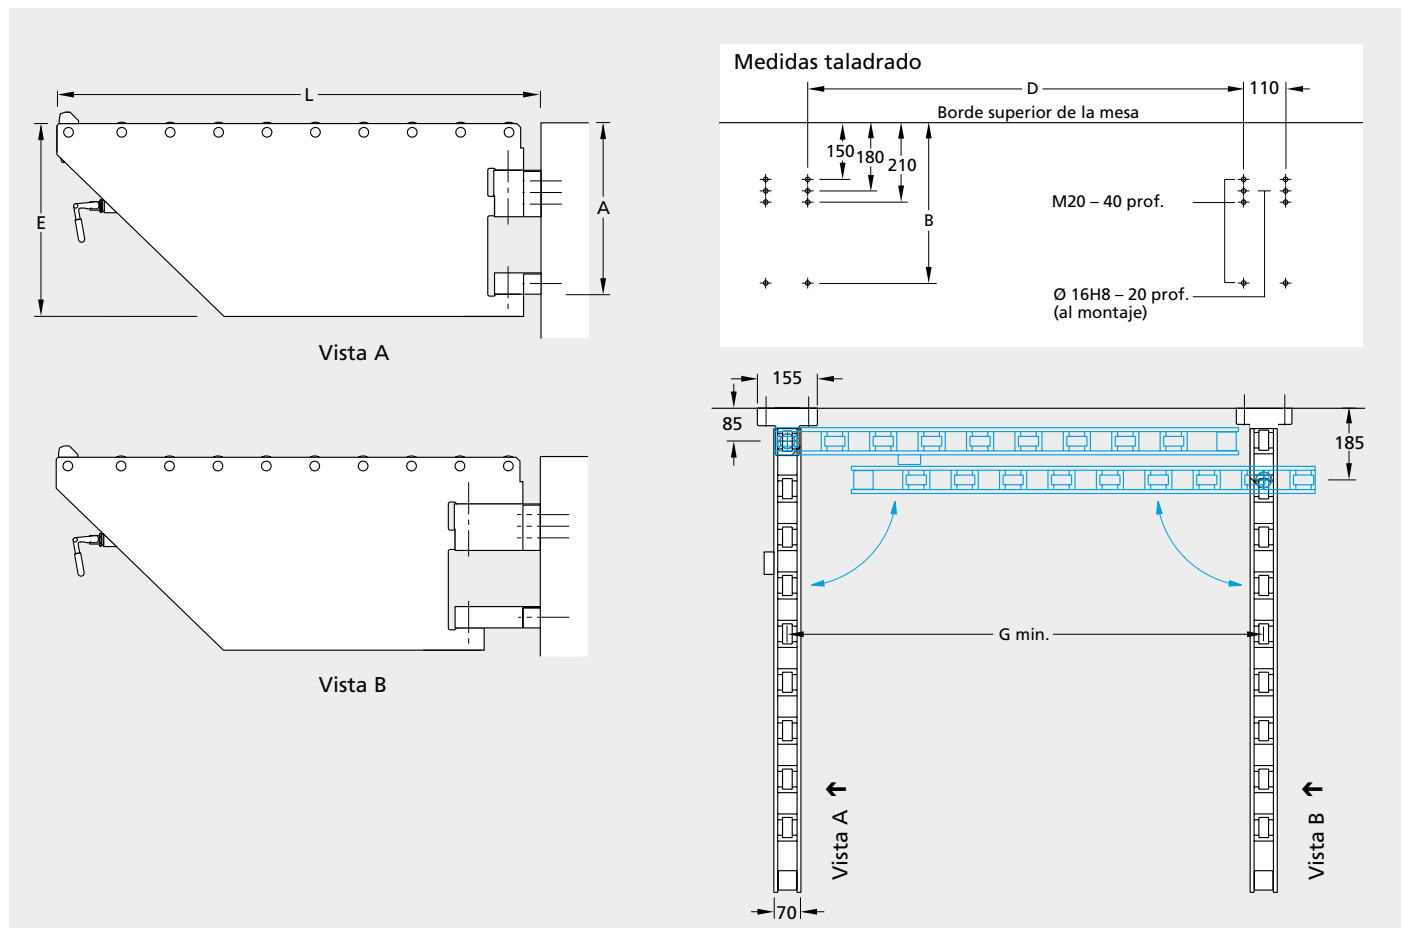 L
E
A
Vista A
Vista B
Medidas taladrado
D
110
Borde superior de la mesa
150
180
210
B
M20 – 40 prof.
Ø 16H8 – 20 prof.
(al montaje)
155
85
185
G min.
Vista A
Vista B
70